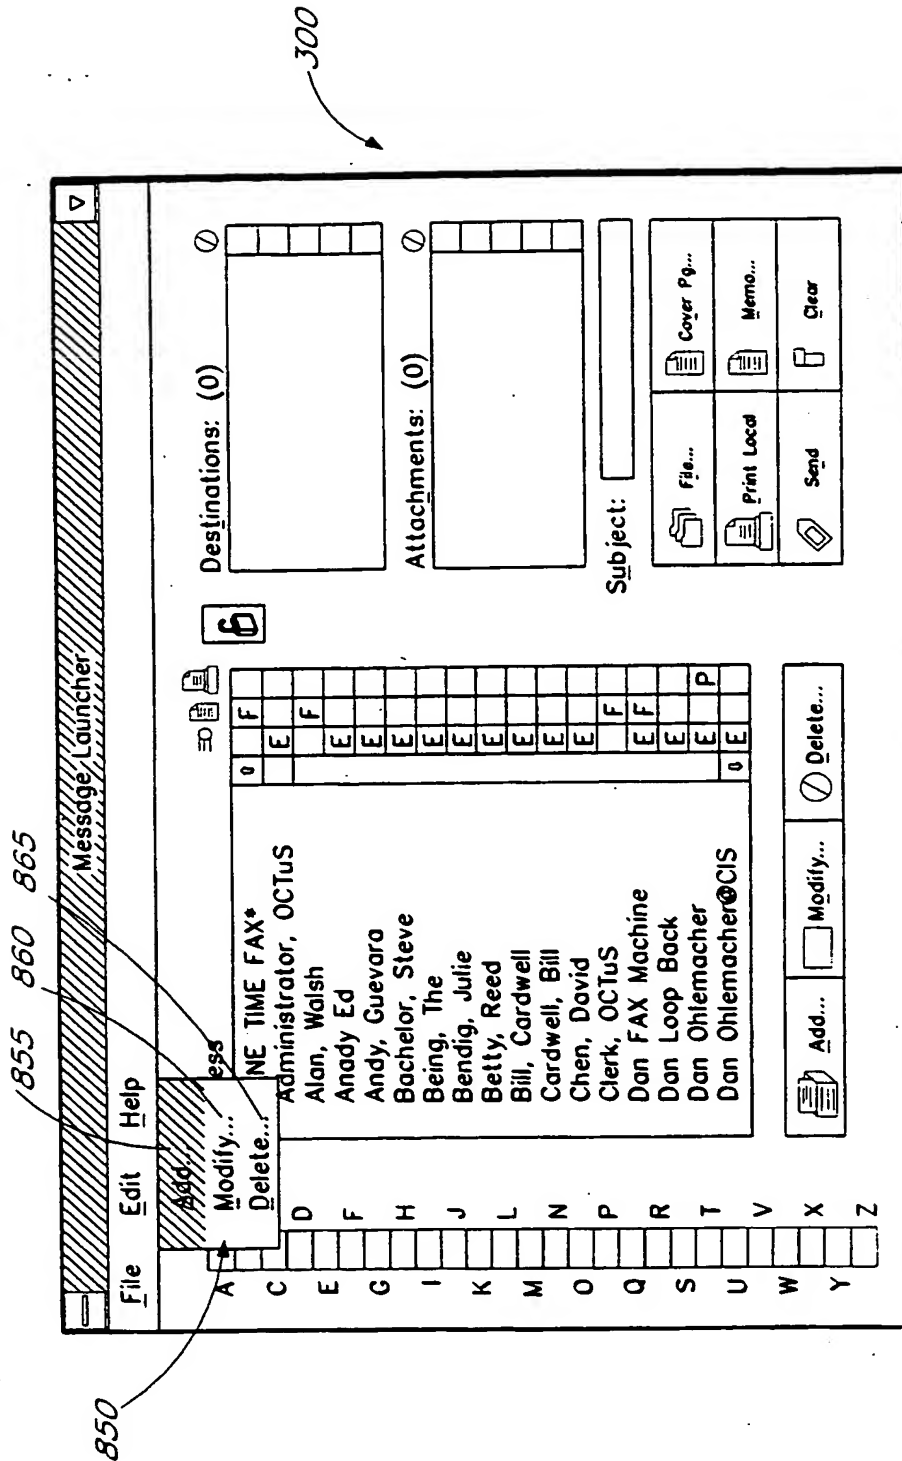 850
855
860
865
300
Message Launcher
File Edit Help
Add...
Modify...
Delete...
ess
NE TIME FAX*
F
Administrator, OCTuS
E
Alan, Walsh
F
Anady Ed
E
Andy, Guevara
E
Bachelor, Steve
E
Being, The
E
Bendig, Julie
E
Betty, Reed
E
Bill, Cardwell
E
Cardwell, Bill
E
Chen, David
E
Clerk, OCTuS
F
Dan FAX Machine
E F
Dan Loop Back
E
Dan Ohlemacher
E P
Dan Ohlemacher@CIS
E
A
C
D
E
F
G
H
I
J
K
L
M
N
O
P
Q
R
S
T
U
V
W
X
Y
Z
Add...
Modify...
Delete...
Destinations: (0)
Attachments: (0)
Subject:
File...
Cover Pg...
Print Local
Memo...
Send
Clear